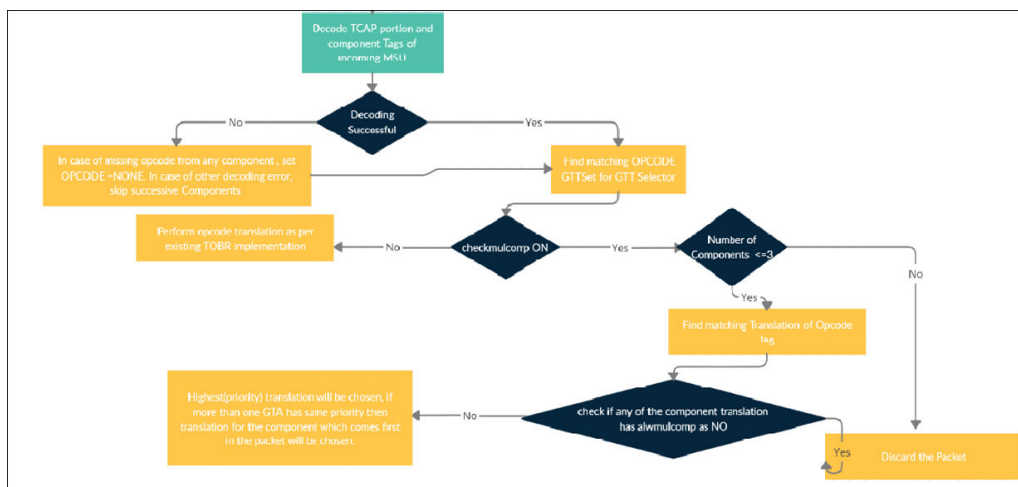 Decode TCAP portion and
component Tags of
incoming MSU
Decoding
Successful
No
Yes
In case of missing opcode from any component , set
OPCODE =NONE. In case of other decoding error,
skip successive Components
Find matching OPCODE
GTTSet for GTT Selector
Perform opcode translation as per
existing TOBR implementation
No
checkmulcomp ON
Yes
Number of
Components <=3
No
Yes
Find matching Translation of Opcode
Tag
Highest(priority) translation will be chosen, if
more than one GTA has same priority then
translation for the component which comes first
in the packet will be chosen.
No
check if any of the component translation
has alwmulcomp as NO
Yes
Discard the Packet